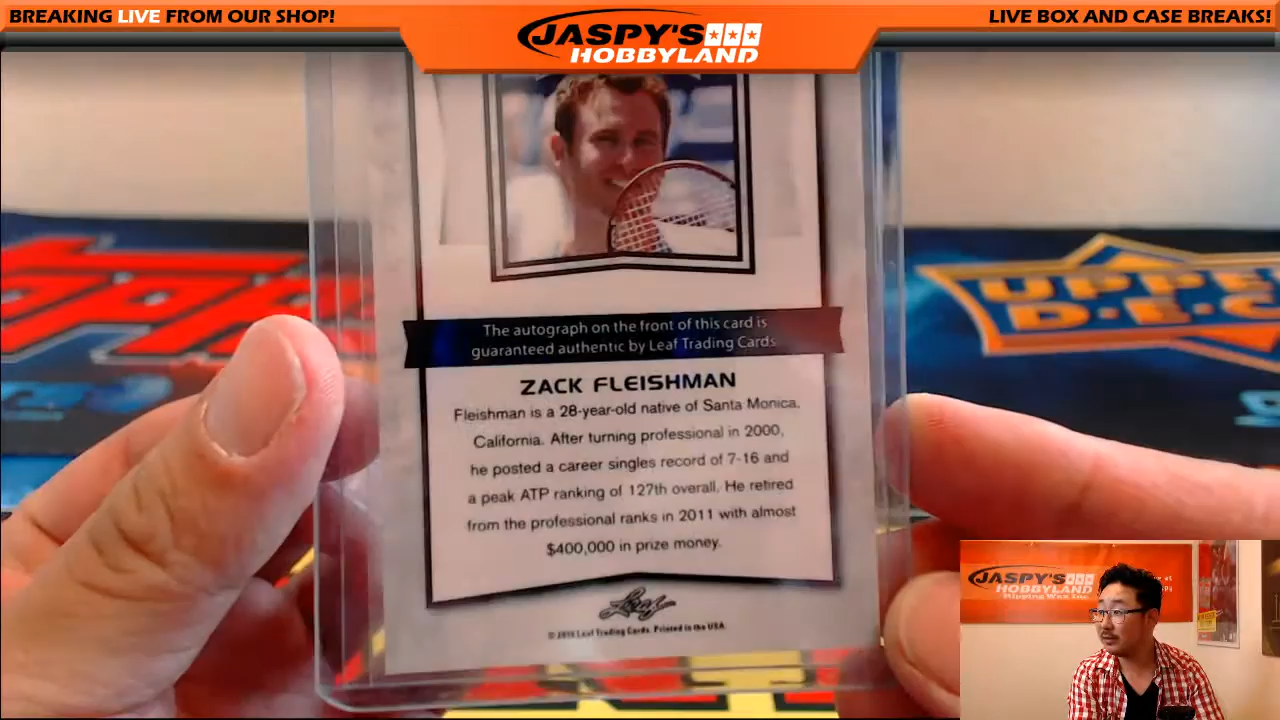 BREAKING LIVE FROM OUR SHOP!
JASPY'S
HOBBYLAND
LIVE BOX AND CASE BREAKS!
UPPE
D·E·C
The autograph on the front of this card is
guaranteed authentic by Leaf Trading Cards
ZACK FLEISHMAN
Fleishman is a 28-year-old native of Santa Monica,
California. After turning professional in 2000,
he posted a career singles record of 7-16 and
a peak ATP ranking of 127th overall. He retired
from the professional ranks in 2011 with almost
$400,000 in prize money.
Leaf
Leaf Trading Cards. Printed in the USA.
JASPY'S
HOBBYLAND
Ripping Wax Inc.